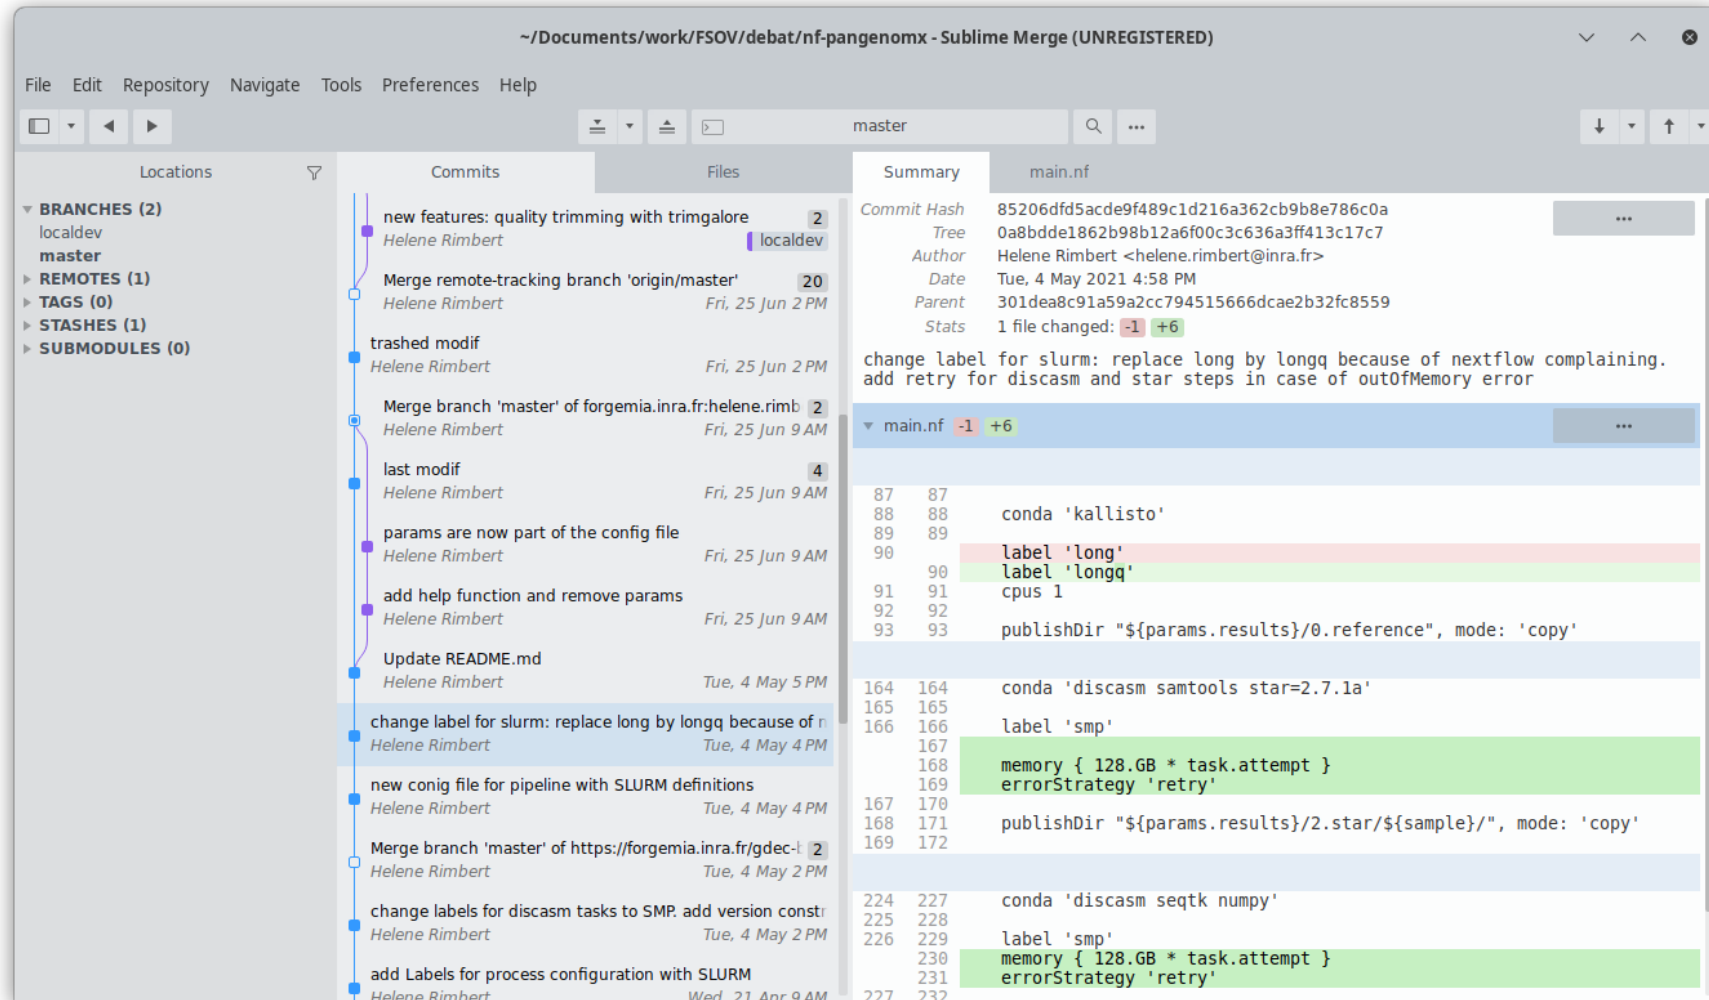 ~/Documents/work/FSOV/debat/nf-pangenomx - Sublime Merge (UNREGISTERED)
File Edit Repository Navigate Tools Preferences Help
master
Locations
BRANCHES (2)
localdev
master
REMOTES (1)
TAGS (0)
STASHES (1)
SUBMODULES (0)
Commits Files
new features: quality trimming with trimgalore 2
Helene Rimbert localdev
Merge remote-tracking branch 'origin/master' 20
Helene Rimbert Fri, 25 Jun 2 PM
trashed modif
Helene Rimbert Fri, 25 Jun 2 PM
Merge branch 'master' of forgemia.inra.fr:helene.rimb 2
Helene Rimbert Fri, 25 Jun 9 AM
last modif 4
Helene Rimbert Fri, 25 Jun 9 AM
params are now part of the config file
Helene Rimbert Fri, 25 Jun 9 AM
add help function and remove params
Helene Rimbert Fri, 25 Jun 9 AM
Update README.md
Helene Rimbert Tue, 4 May 5 PM
change label for slurm: replace long by longq because of n
Helene Rimbert Tue, 4 May 4 PM
new conig file for pipeline with SLURM definitions
Helene Rimbert Tue, 4 May 4 PM
Merge branch 'master' of https://forgemia.inra.fr/gdec-b 2
Helene Rimbert Tue, 4 May 2 PM
change labels for discasm tasks to SMP. add version constr
Helene Rimbert Tue, 4 May 2 PM
add Labels for process configuration with SLURM
Helene Rimbert Wed, 21 Apr 9 AM
Summary main.nf
Commit Hash 85206dfd5acde9f489c1d216a362cb9b8e786c0a
Tree 0a8bdde1862b98b12a6f00c3c636a3ff413c17c7
Author Helene Rimbert <helene.rimbert@inra.fr>
Date Tue, 4 May 2021 4:58 PM
Parent 301dea8c91a59a2cc794515666dcae2b32fc8559
Stats 1 file changed: -1 +6
change label for slurm: replace long by longq because of nextflow complaining.
add retry for discasm and star steps in case of outOfMemory error
main.nf -1 +6
87 87
88 88 conda 'kallisto'
89 89
90 label 'long'
90 label 'longq'
91 91 cpus 1
92 92
93 93 publishDir "${params.results}/0.reference", mode: 'copy'
164 164 conda 'discasm samtools star=2.7.1a'
165 165
166 166 label 'smp'
167
168 memory { 128.GB * task.attempt }
169 errorStrategy 'retry'
167 170
168 171 publishDir "${params.results}/2.star/${sample}/", mode: 'copy'
169 172
224 227 conda 'discasm seqtk numpy'
225 228
226 229 label 'smp'
230 memory { 128.GB * task.attempt }
231 errorStrategy 'retry'
227 232